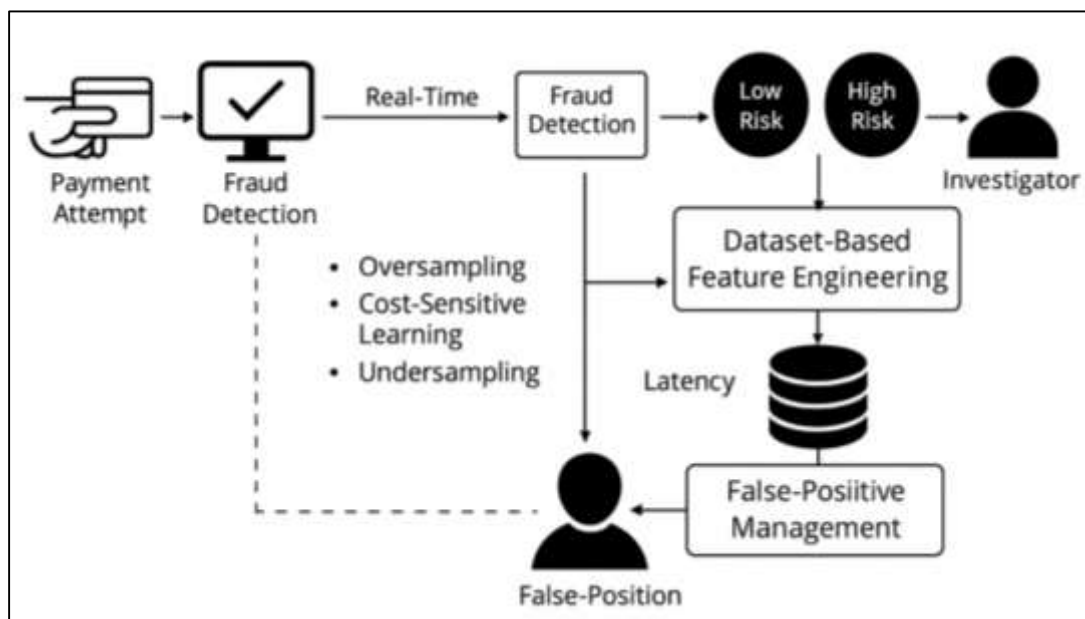 Payment
Attempt
Fraud
Detection
Real-Time
Fraud
Detection
Low
Risk
High
Risk
Investigator
• Oversampling
• Cost-Sensitive
Learning
• Undersampling
Dataset-Based
Feature Engineering
Latency
False-Posiitive
Management
False-Position